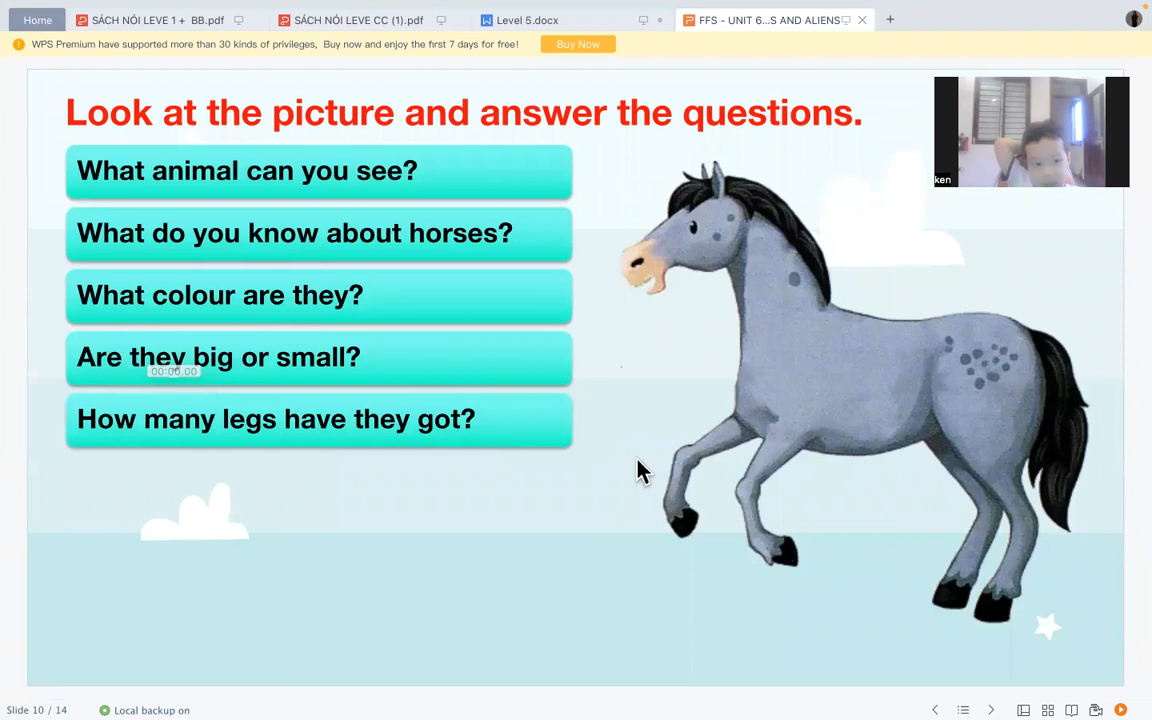 Home
SÁCH NÓI LEVE 1 + BB.pdf
SÁCH NÓI LEVE CC (1).pdf
Level 5.docx
FFS - UNIT 6...S AND ALIENS
WPS Premium have supported more than 30 kinds of privileges, Buy now and enjoy the first 7 days for free!
Buy Now
Look at the picture and answer the questions.
What animal can you see?
What do you know about horses?
What colour are they?
Are they big or small?
00:00.00
How many legs have they got?
ken
Slide 10 / 14
Local backup on